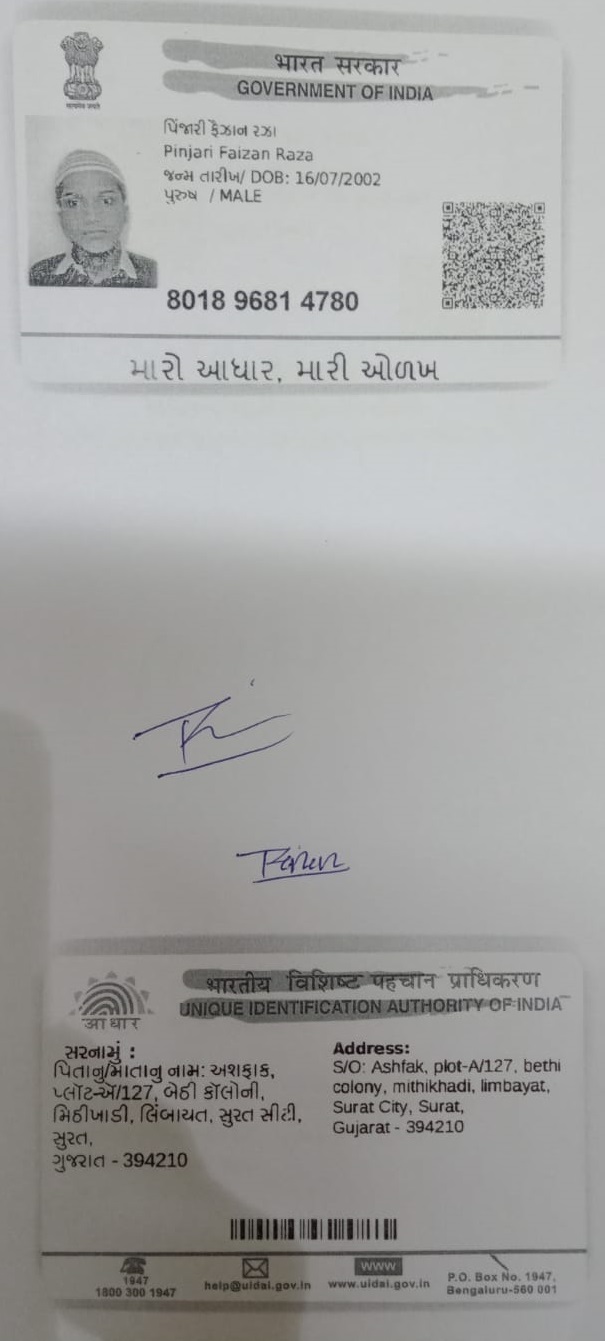 भारत सरकार
GOVERNMENT OF INDIA
सत्यमेव जयते
પિંજારી ફૈઝાન રઝા
Pinjari Faizan Raza
જન્મ તારીખ/ DOB: 16/07/2002
પુરુષ / MALE
8018 9681 4780
મારો આધાર, મારી ઓળખ
भारतीय विशिष्ट पहचान प्राधिकरण
UNIQUE IDENTIFICATION AUTHORITY OF INDIA
आधार
સરનામું :
પિતાનુ/માતાનુ નામ: અશફાક,
પ્લોટ-એ/127, બેઠી કૉલોની,
મિઠીખાડી, લિંબાયત, સુરત સીટી,
સુરત,
ગુજરાત - 394210
Address:
S/O: Ashfak, plot-A/127, bethi
colony, mithikhadi, limbayat,
Surat City, Surat,
Gujarat - 394210
1947
1800 300 1947
help@uidai.gov.in
www
www.uidai.gov.in
P.O. Box No. 1947,
Bengaluru-560 001